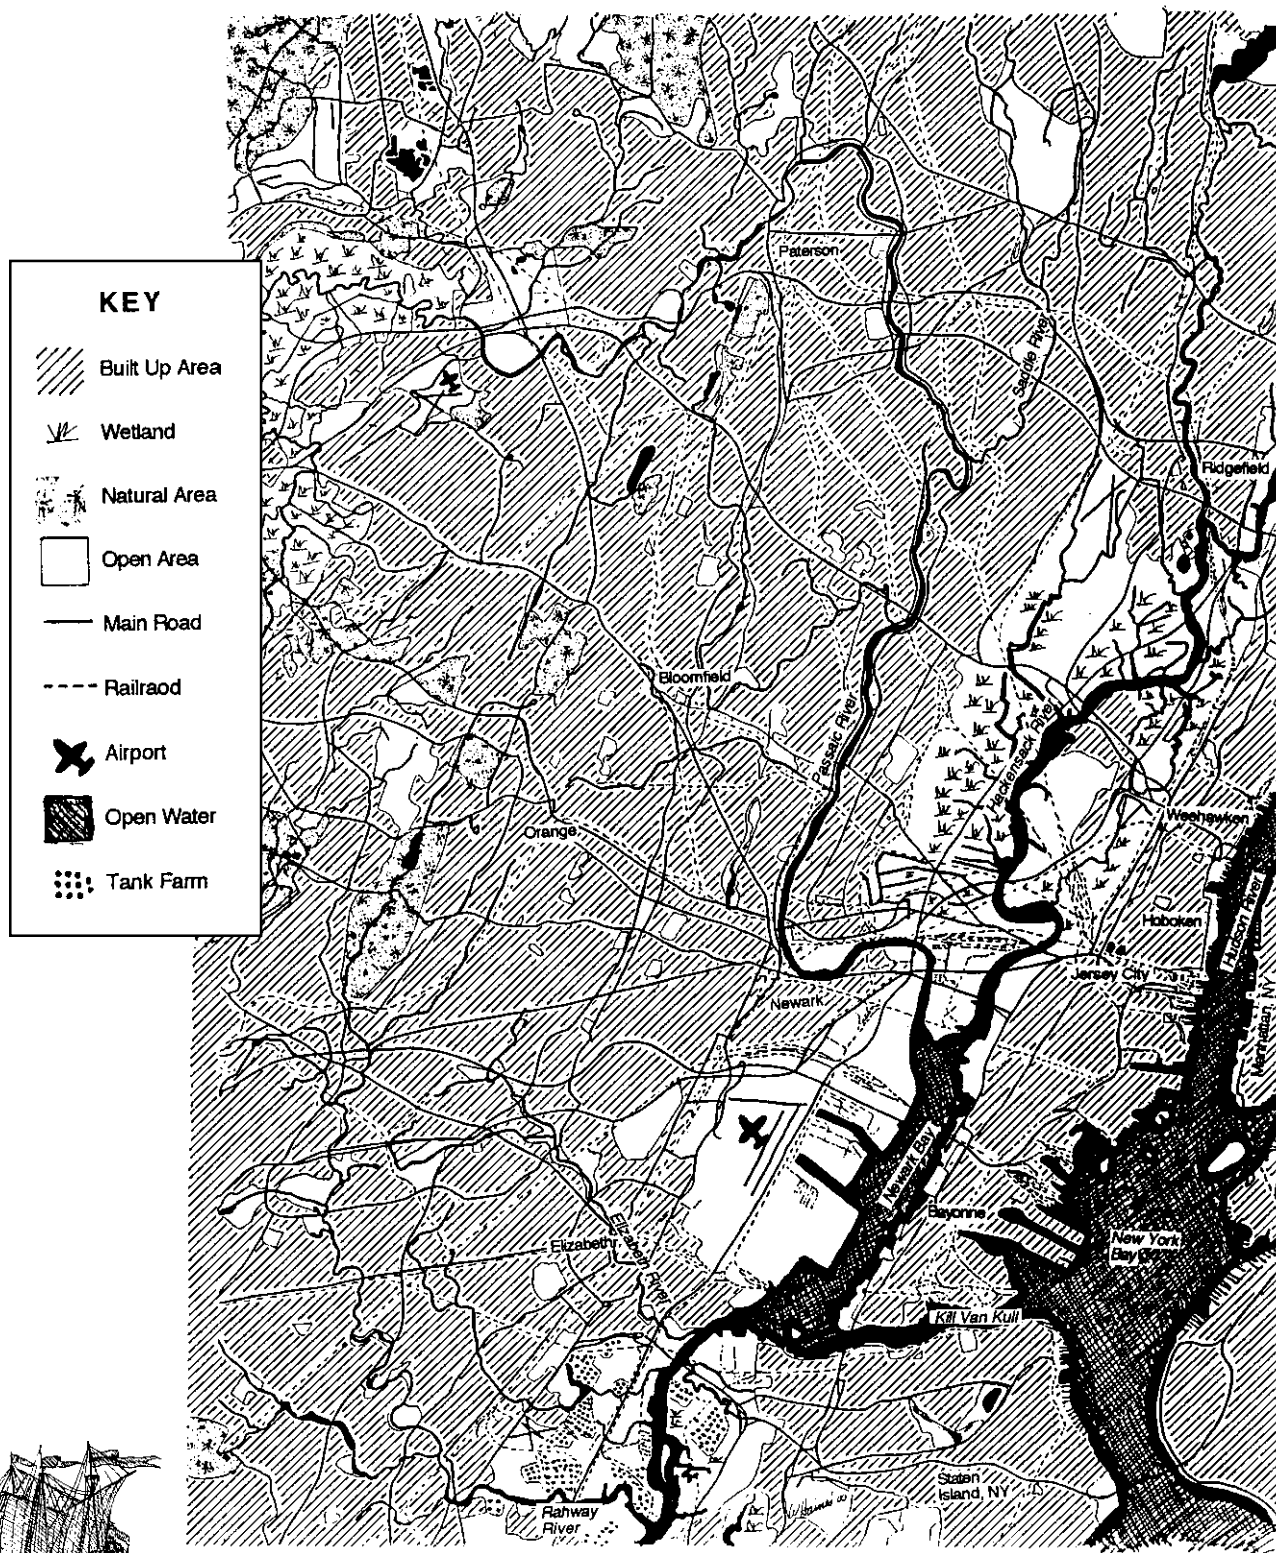 KEY
Built Up Area
Wetland
Natural Area
Open Area
Main Road
Railraod
Airport
Open Water
Tank Farm
Paterson
Saddle River
Ridgefield
Bloomfield
Passaic River
Hackensack River
Weehawken
Orange
Hoboken
Hudson River
Jersey City
Manhattan, NY
Newark
Newark Bay
Bayonne
New York
Bay
Elizabeth
Elizabeth River
Kill Van Kull
Staten
Island, NY
Rahway
River